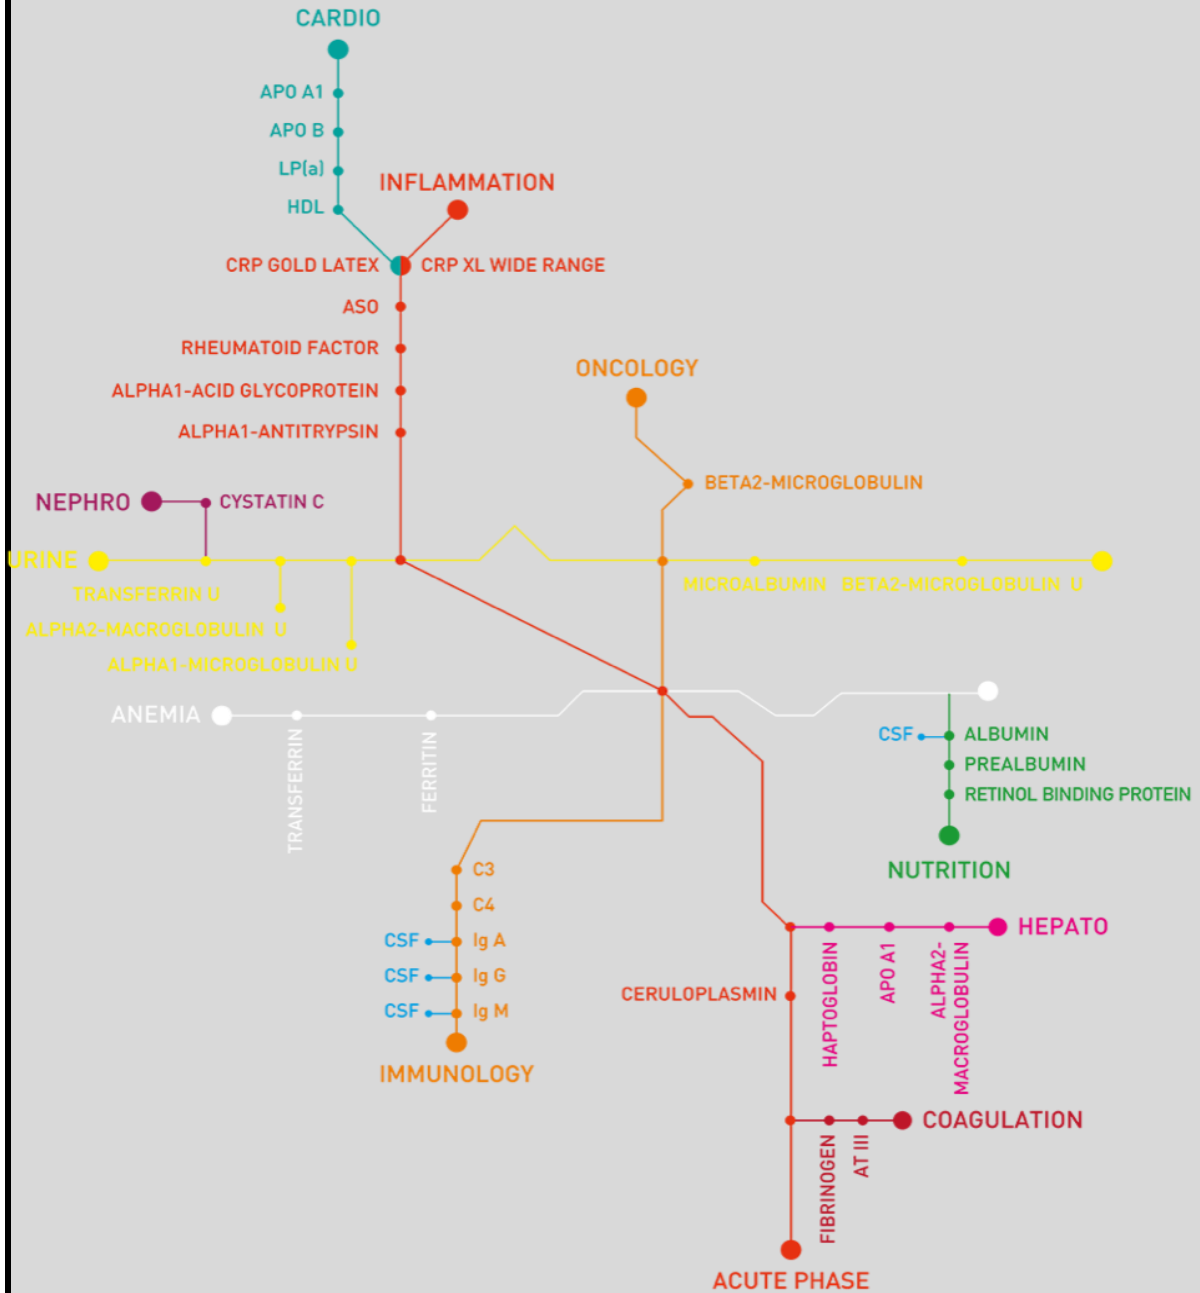 CARDIO
APO A1
APO B
LP(a)
HDL
INFLAMMATION
CRP GOLD LATEX
CRP XL WIDE RANGE
ASO
RHEUMATOID FACTOR
ALPHA1-ACID GLYCOPROTEIN
ALPHA1-ANTITRYPSIN
ONCOLOGY
BETA2-MICROGLOBULIN
NEPHRO
CYSTATIN C
URINE
TRANSFERRIN U
ALPHA2-MACROGLOBULIN U
ALPHA1-MICROGLOBULIN U
MICROALBUMIN
BETA2-MICROGLOBULIN U
ANEMIA
TRANSFERRIN
FERRITIN
CSF
ALBUMIN
PREALBUMIN
RETINOL BINDING PROTEIN
NUTRITION
C3
C4
CSF
Ig A
CSF
Ig G
CSF
Ig M
IMMUNOLOGY
HEPATO
HAPTOGLOBIN
APO A1
ALPHA2-
MACROGLOBULIN
CERULOPLASMIN
COAGULATION
FIBRINOGEN
AT III
ACUTE PHASE